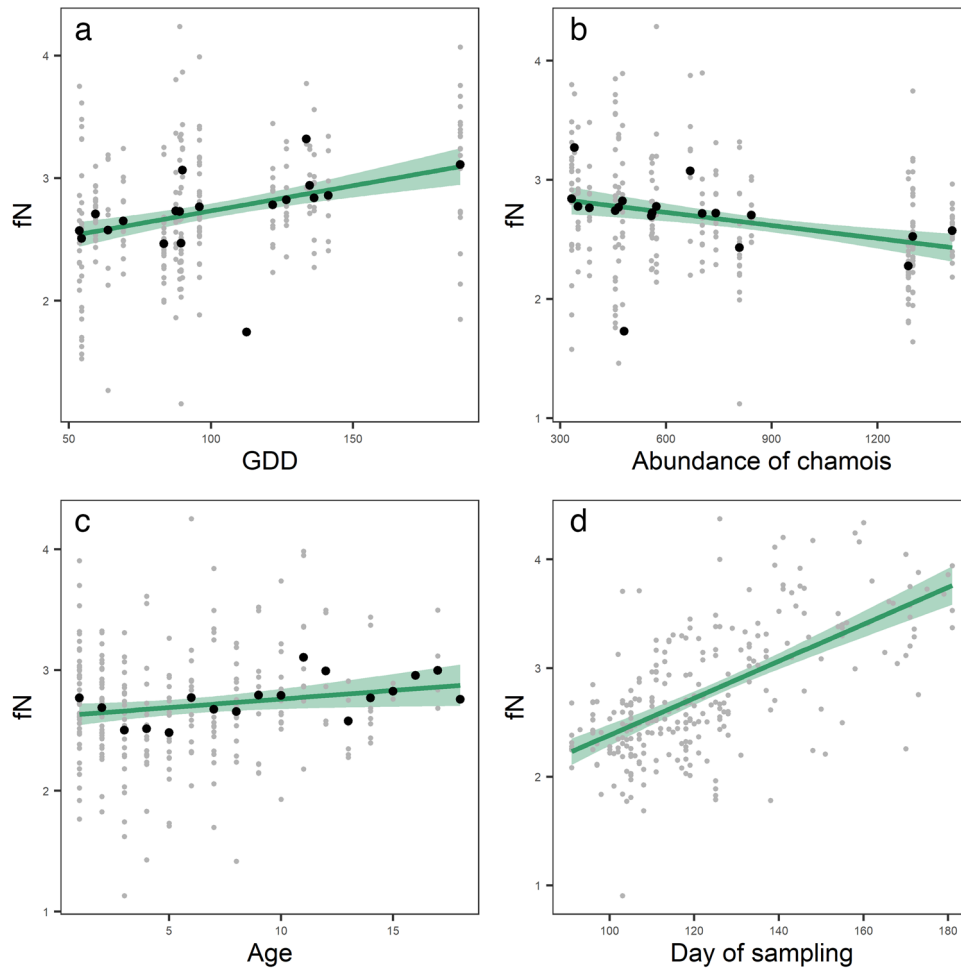 a
fN
4
3
2
50 100 150
GDD
b
fN
4
3
2
1
300 600 900 1200
Abundance of chamois
c
fN
4
3
2
1
5 10 15
Age
d
fN
4
3
2
1
100 120 140 160 180
Day of sampling